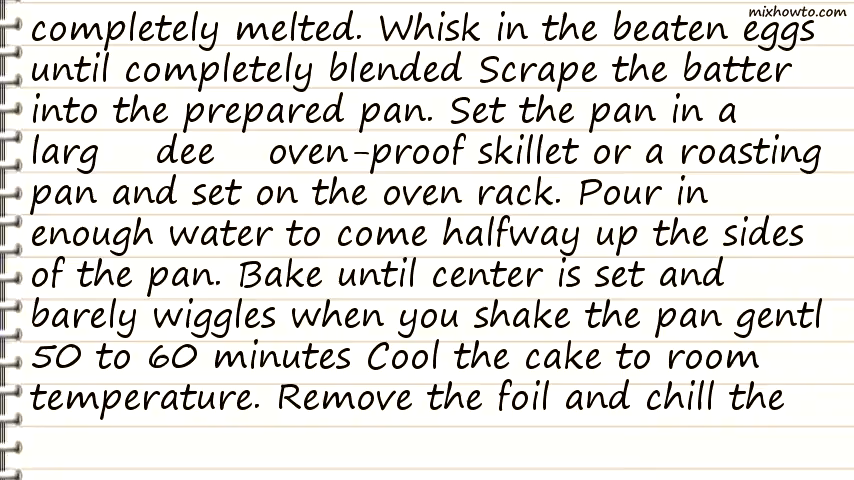 mixhowto.com
completely melted. Whisk in the beaten eggs
until completely blended Scrape the batter
into the prepared pan. Set the pan in a
larg dee oven-proof skillet or a roasting
pan and set on the oven rack. Pour in
enough water to come halfway up the sides
of the pan. Bake until center is set and
barely wiggles when you shake the pan gentl
50 to 60 minutes Cool the cake to room
temperature. Remove the foil and chill the